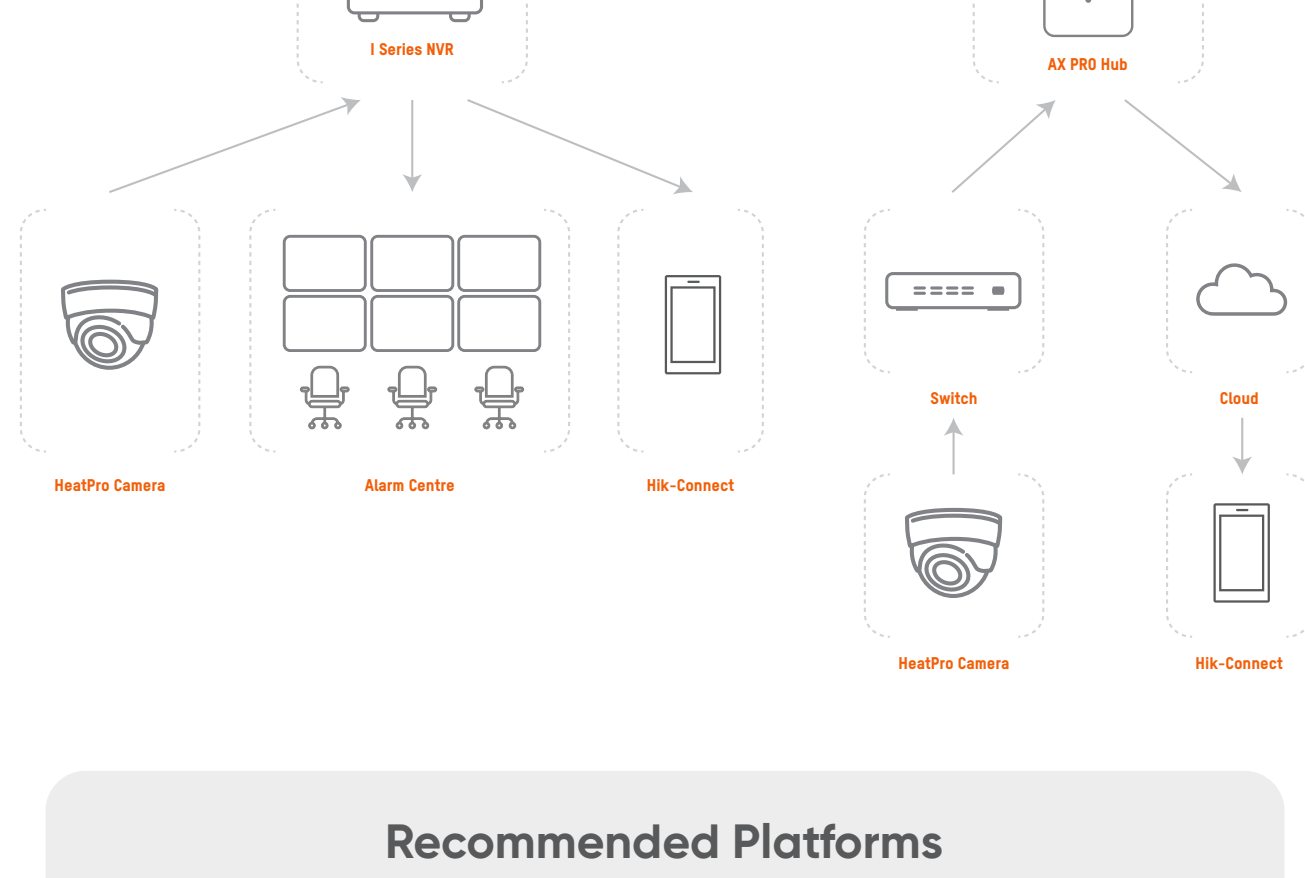 I Series NVR
AX PRO Hub
HeatPro Camera
Alarm Centre
Hik-Connect
Switch
Cloud
HeatPro Camera
Hik-Connect
Recommended Platforms